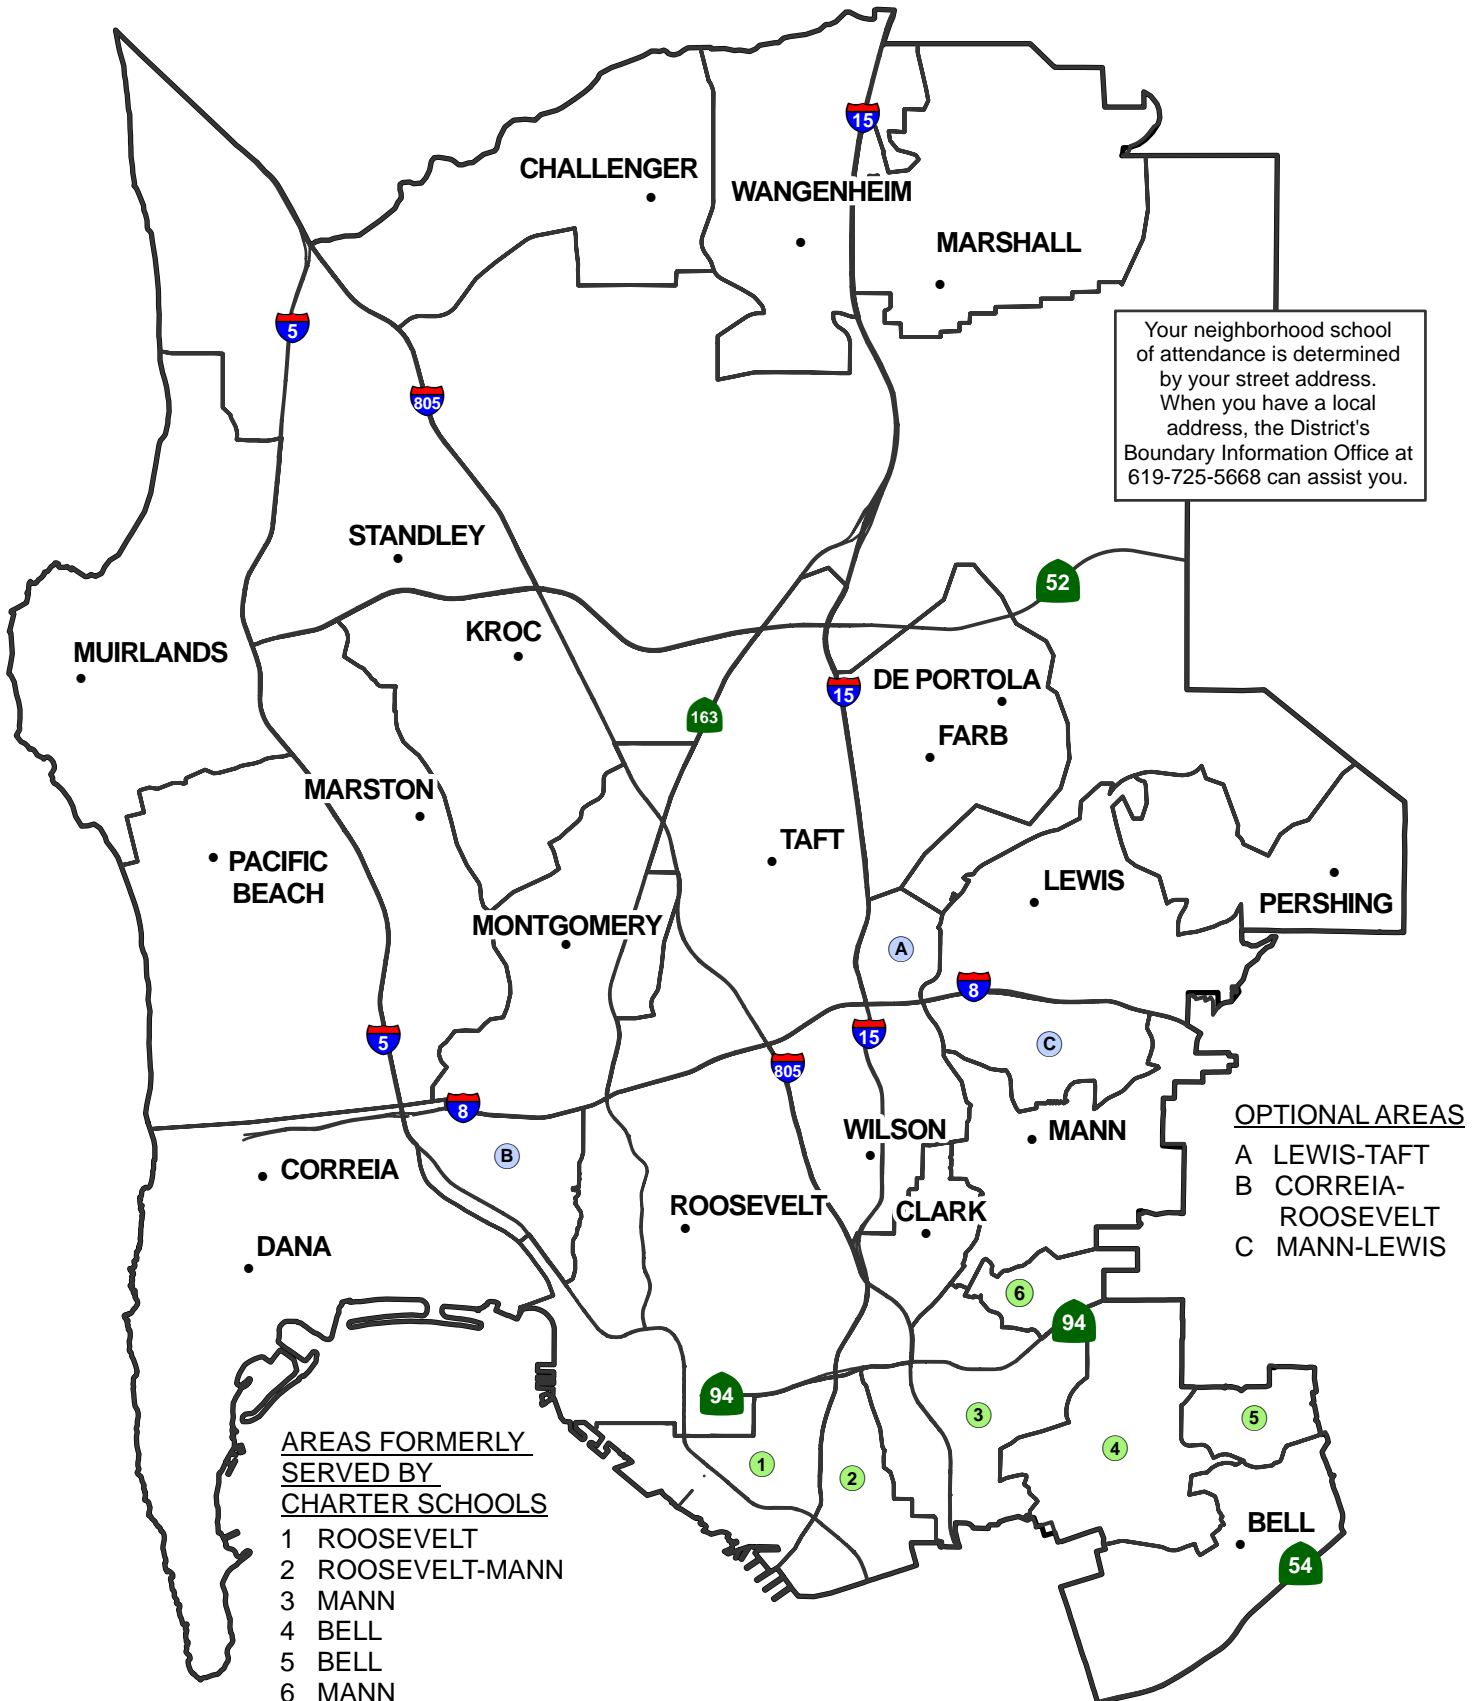 15
CHALLENGER
WANGENHEIM
MARSHALL
5
Your neighborhood school
of attendance is determined
by your street address.
When you have a local
address, the District's
Boundary Information Office at
619-725-5668 can assist you.
805
STANDLEY
52
KROC
MUIRLANDS
15
DE PORTOLA
163
FARB
MARSTON
TAFT
PACIFIC
BEACH
LEWIS
PERSHING
MONTGOMERY
A
8
5
15
C
805
8
WILSON
MANN
B
CORREIA
ROOSEVELT
CLARK
DANA
OPTIONAL AREAS
A LEWIS-TAFT
B CORREIA-
ROOSEVELT
C MANN-LEWIS
6
94
94
3
5
4
1
2
BELL
54
AREAS FORMERLY
SERVED BY
CHARTER SCHOOLS
1 ROOSEVELT
2 ROOSEVELT-MANN
3 MANN
4 BELL
5 BELL
6 MANN